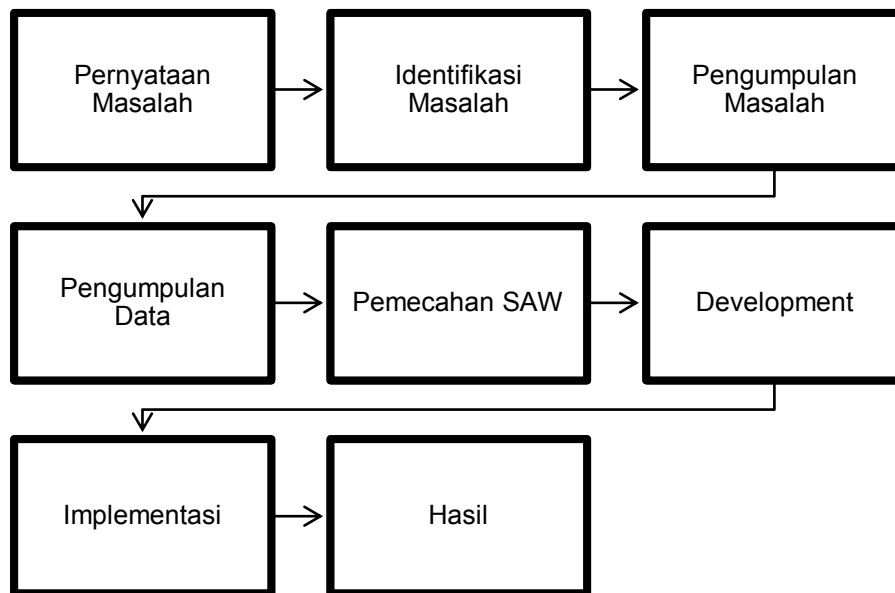 Pernyataan
Masalah
Identifikasi
Masalah
Pengumpulan
Masalah
Pengumpulan
Data
Pemecahan SAW
Development
Implementasi
Hasil